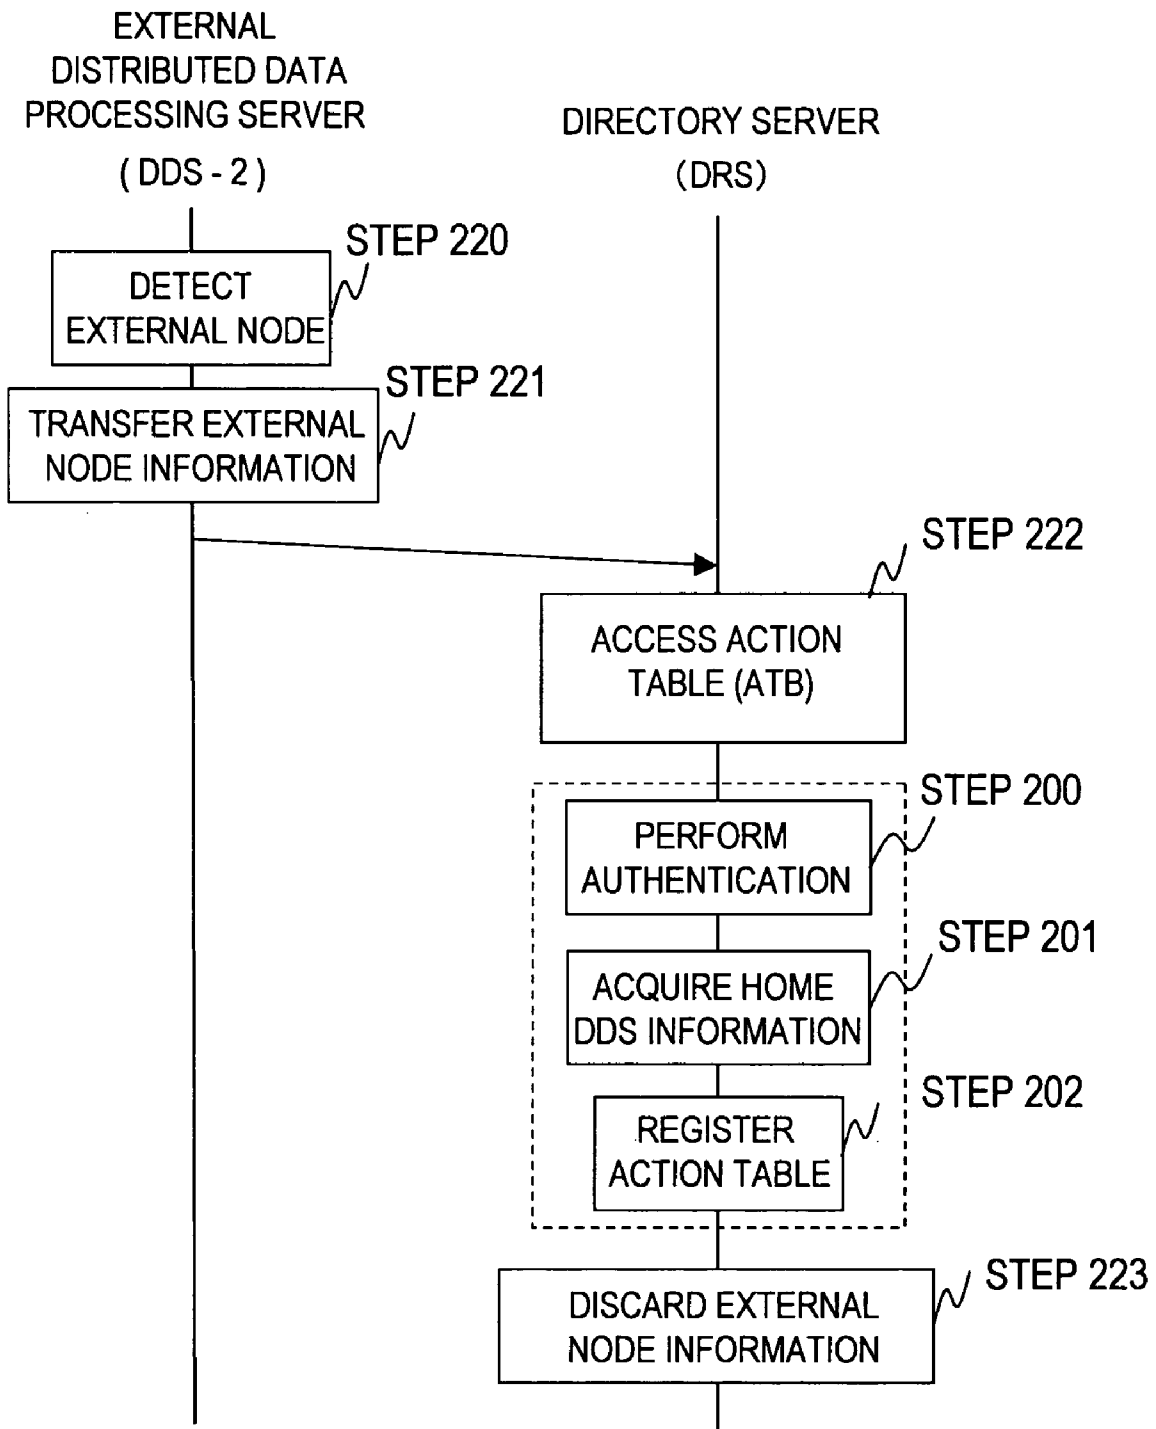 EXTERNAL
DISTRIBUTED DATA
PROCESSING SERVER
( DDS - 2 )
DIRECTORY SERVER
(DRS)
STEP 220
DETECT
EXTERNAL NODE
STEP 221
TRANSFER EXTERNAL
NODE INFORMATION
STEP 222
ACCESS ACTION
TABLE (ATB)
STEP 200
PERFORM
AUTHENTICATION
STEP 201
ACQUIRE HOME
DDS INFORMATION
STEP 202
REGISTER
ACTION TABLE
STEP 223
DISCARD EXTERNAL
NODE INFORMATION